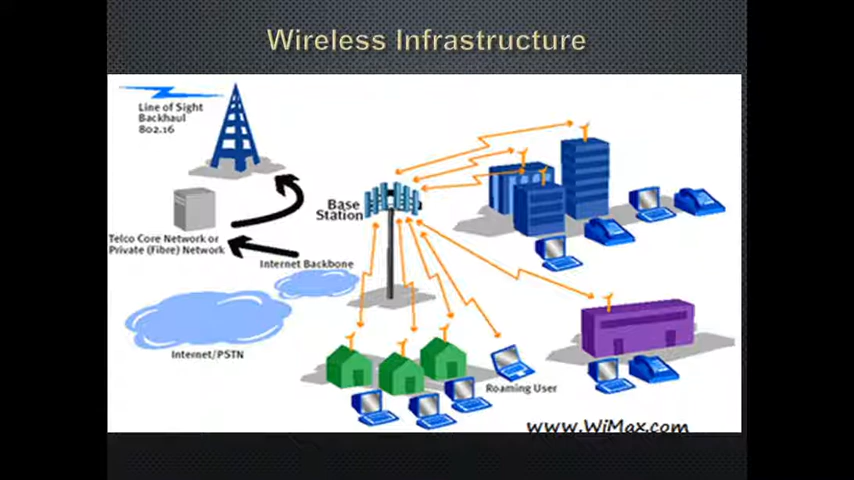 Wireless Infrastructure
Line of Sight
Backhaul
802.16
Base
Station
Telco Core Network or
Private (Fibre) Network
Internet Backbone
Internet/PSTN
Roaming User
www.WiMax.com